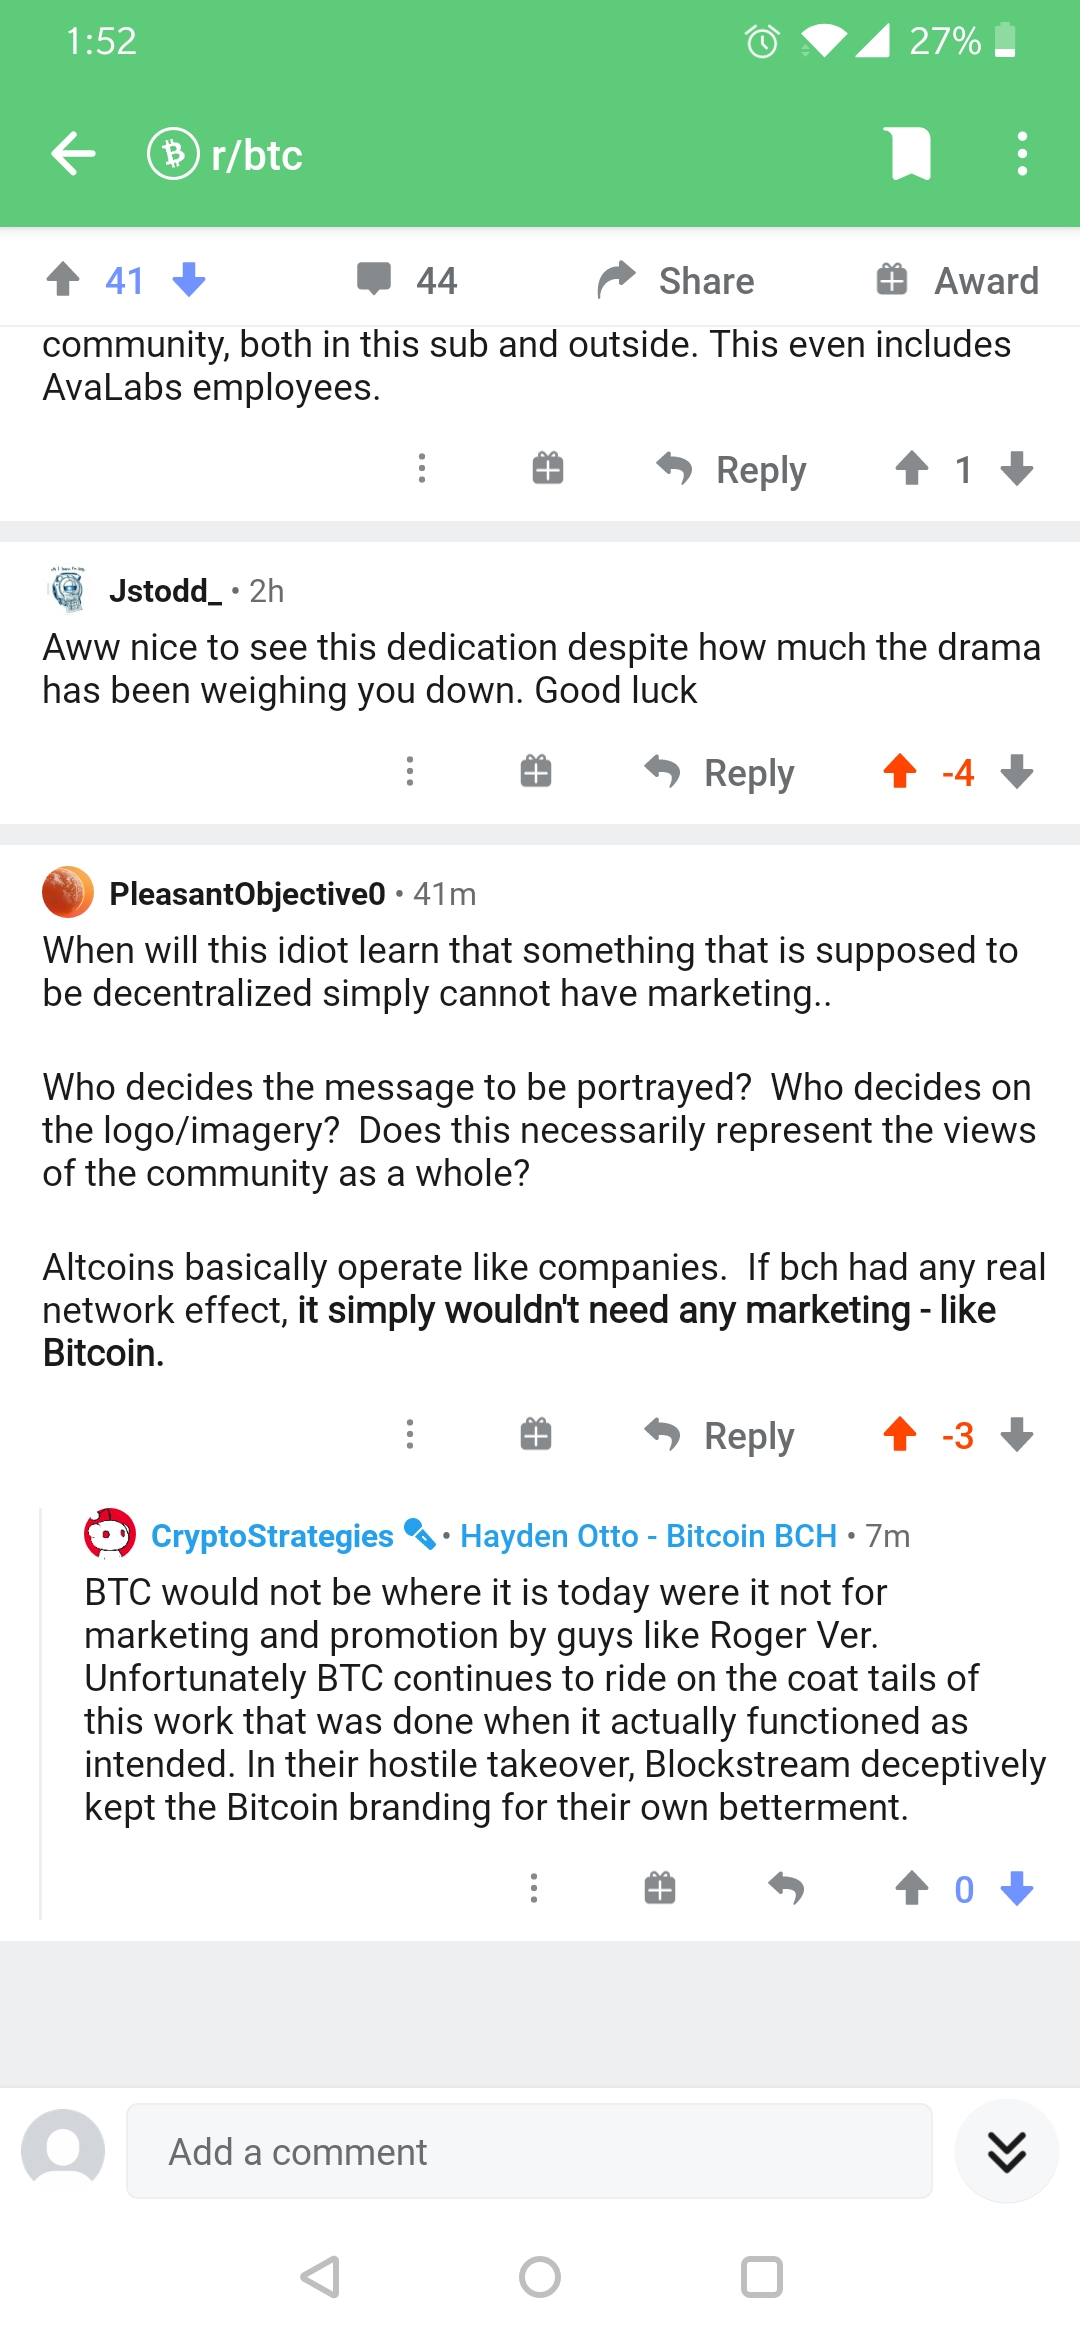 1:52
27%
r/btc
41
44
Share
Award
community, both in this sub and outside. This even includes
AvaLabs employees.
Reply
1
Jstodd_ • 2h
Aww nice to see this dedication despite how much the drama
has been weighing you down. Good luck
Reply
-4
PleasantObjective0 • 41m
When will this idiot learn that something that is supposed to
be decentralized simply cannot have marketing..
Who decides the message to be portrayed?  Who decides on
the logo/imagery?  Does this necessarily represent the views
of the community as a whole?
Altcoins basically operate like companies.  If bch had any real
network effect, it simply wouldn't need any marketing - like
Bitcoin.
Reply
-3
CryptoStrategies • Hayden Otto - Bitcoin BCH • 7m
BTC would not be where it is today were it not for
marketing and promotion by guys like Roger Ver.
Unfortunately BTC continues to ride on the coat tails of
this work that was done when it actually functioned as
intended. In their hostile takeover, Blockstream deceptively
kept the Bitcoin branding for their own betterment.
0
Add a comment